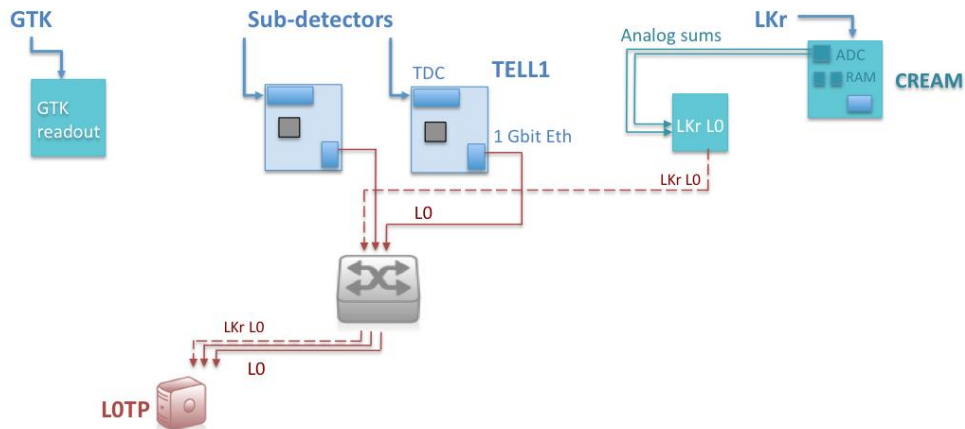 GTK
Sub-detectors
LKr
Analog sums
ADC
RAM
CREAM
TDC
TELL1
GTK
readout
LKr L0
1 Gbit Eth
LKr L0
L0
LKr L0
L0
L0TP